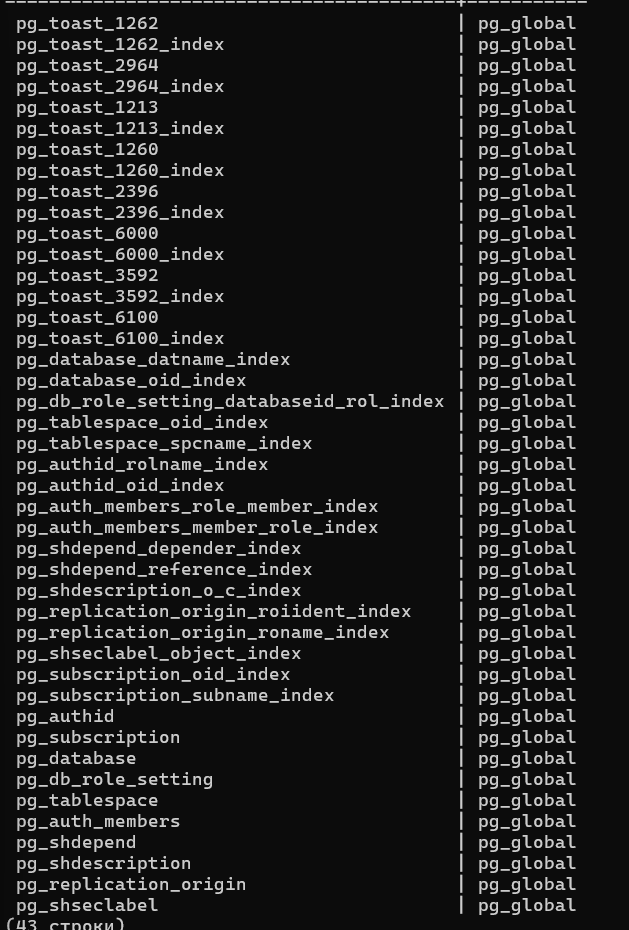 pg_toast_1262 | pg_global
pg_toast_1262_index | pg_global
pg_toast_2964 | pg_global
pg_toast_2964_index | pg_global
pg_toast_1213 | pg_global
pg_toast_1213_index | pg_global
pg_toast_1260 | pg_global
pg_toast_1260_index | pg_global
pg_toast_2396 | pg_global
pg_toast_2396_index | pg_global
pg_toast_6000 | pg_global
pg_toast_6000_index | pg_global
pg_toast_3592 | pg_global
pg_toast_3592_index | pg_global
pg_toast_6100 | pg_global
pg_toast_6100_index | pg_global
pg_database_datname_index | pg_global
pg_database_oid_index | pg_global
pg_db_role_setting_databaseid_rol_index | pg_global
pg_tablespace_oid_index | pg_global
pg_tablespace_spcname_index | pg_global
pg_authid_rolname_index | pg_global
pg_authid_oid_index | pg_global
pg_auth_members_role_member_index | pg_global
pg_auth_members_member_role_index | pg_global
pg_shdepend_depender_index | pg_global
pg_shdepend_reference_index | pg_global
pg_shdescription_o_c_index | pg_global
pg_replication_origin_roiident_index | pg_global
pg_replication_origin_roname_index | pg_global
pg_shseclabel_object_index | pg_global
pg_subscription_oid_index | pg_global
pg_subscription_subname_index | pg_global
pg_authid | pg_global
pg_subscription | pg_global
pg_database | pg_global
pg_db_role_setting | pg_global
pg_tablespace | pg_global
pg_auth_members | pg_global
pg_shdepend | pg_global
pg_shdescription | pg_global
pg_replication_origin | pg_global
pg_shseclabel | pg_global
(43 строки)